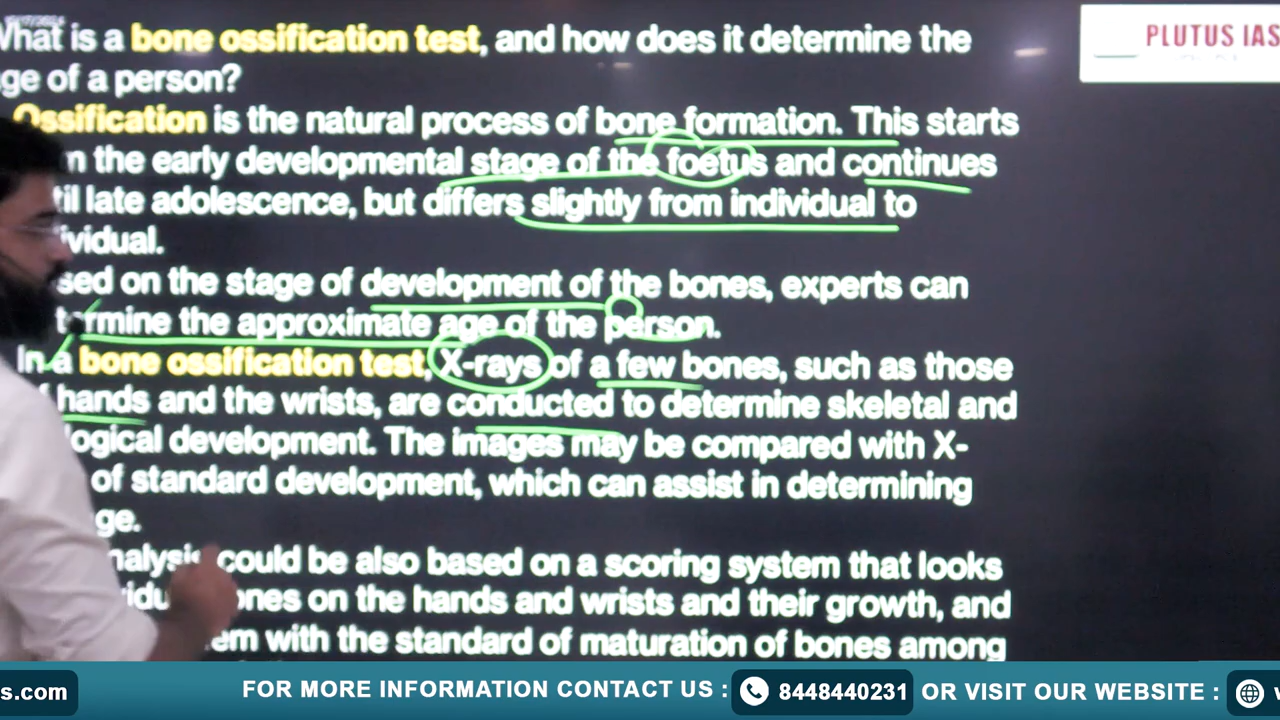 What is a bone ossification test, and how does it determine the
ge of a person?
Ossification is the natural process of bone formation. This starts
n the early developmental stage of the foetus and continues
til late adolescence, but differs slightly from individual to
ividual.
sed on the stage of development of the bones, experts can
termine the approximate age of the person.
In a bone ossification test, X-rays of a few bones, such as those
f hands and the wrists, are conducted to determine skeletal and
logical development. The images may be compared with X-
of standard development, which can assist in determining
ge.
nalysis could be also based on a scoring system that looks
idu ones on the hands and wrists and their growth, and
em with the standard of maturation of bones among
PLUTUS IAS
s.com
FOR MORE INFORMATION CONTACT US : 8448440231 OR VISIT OUR WEBSITE :